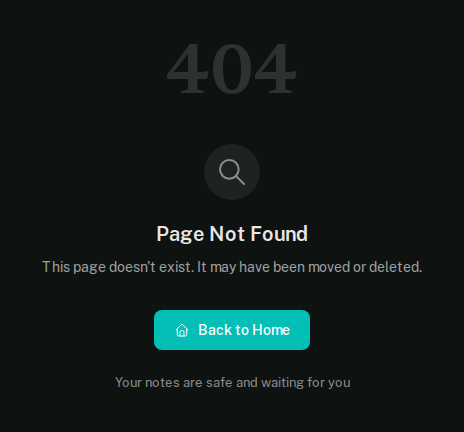 404
Page Not Found
This page doesn't exist. It may have been moved or deleted.
Back to Home
Your notes are safe and waiting for you